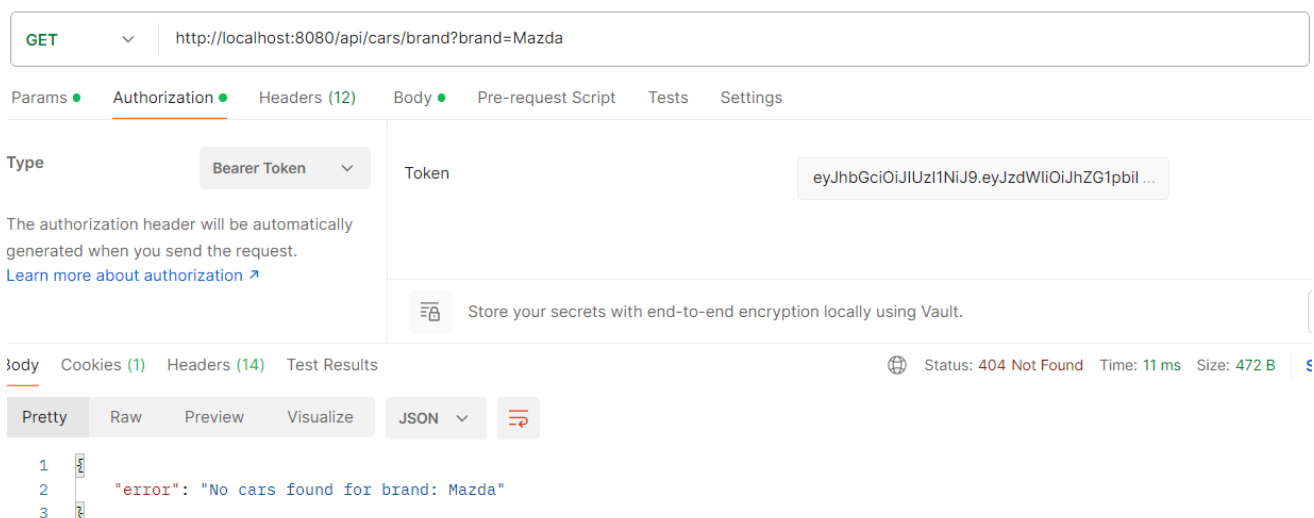 GET http://localhost:8080/api/cars/brand?brand=Mazda
Params Authorization Headers (12) Body Pre-request Script Tests Settings
Type Bearer Token Token eyJhbGciOiJIUzI1NiJ9.eyJzdWIiOiJhZG1pbiI ...
The authorization header will be automatically
generated when you send the request.
Learn more about authorization ↗
Store your secrets with end-to-end encryption locally using Vault.
Body Cookies (1) Headers (14) Test Results Status: 404 Not Found Time: 11 ms Size: 472 B S
Pretty Raw Preview Visualize JSON
1 {
2 "error": "No cars found for brand: Mazda"
3 }